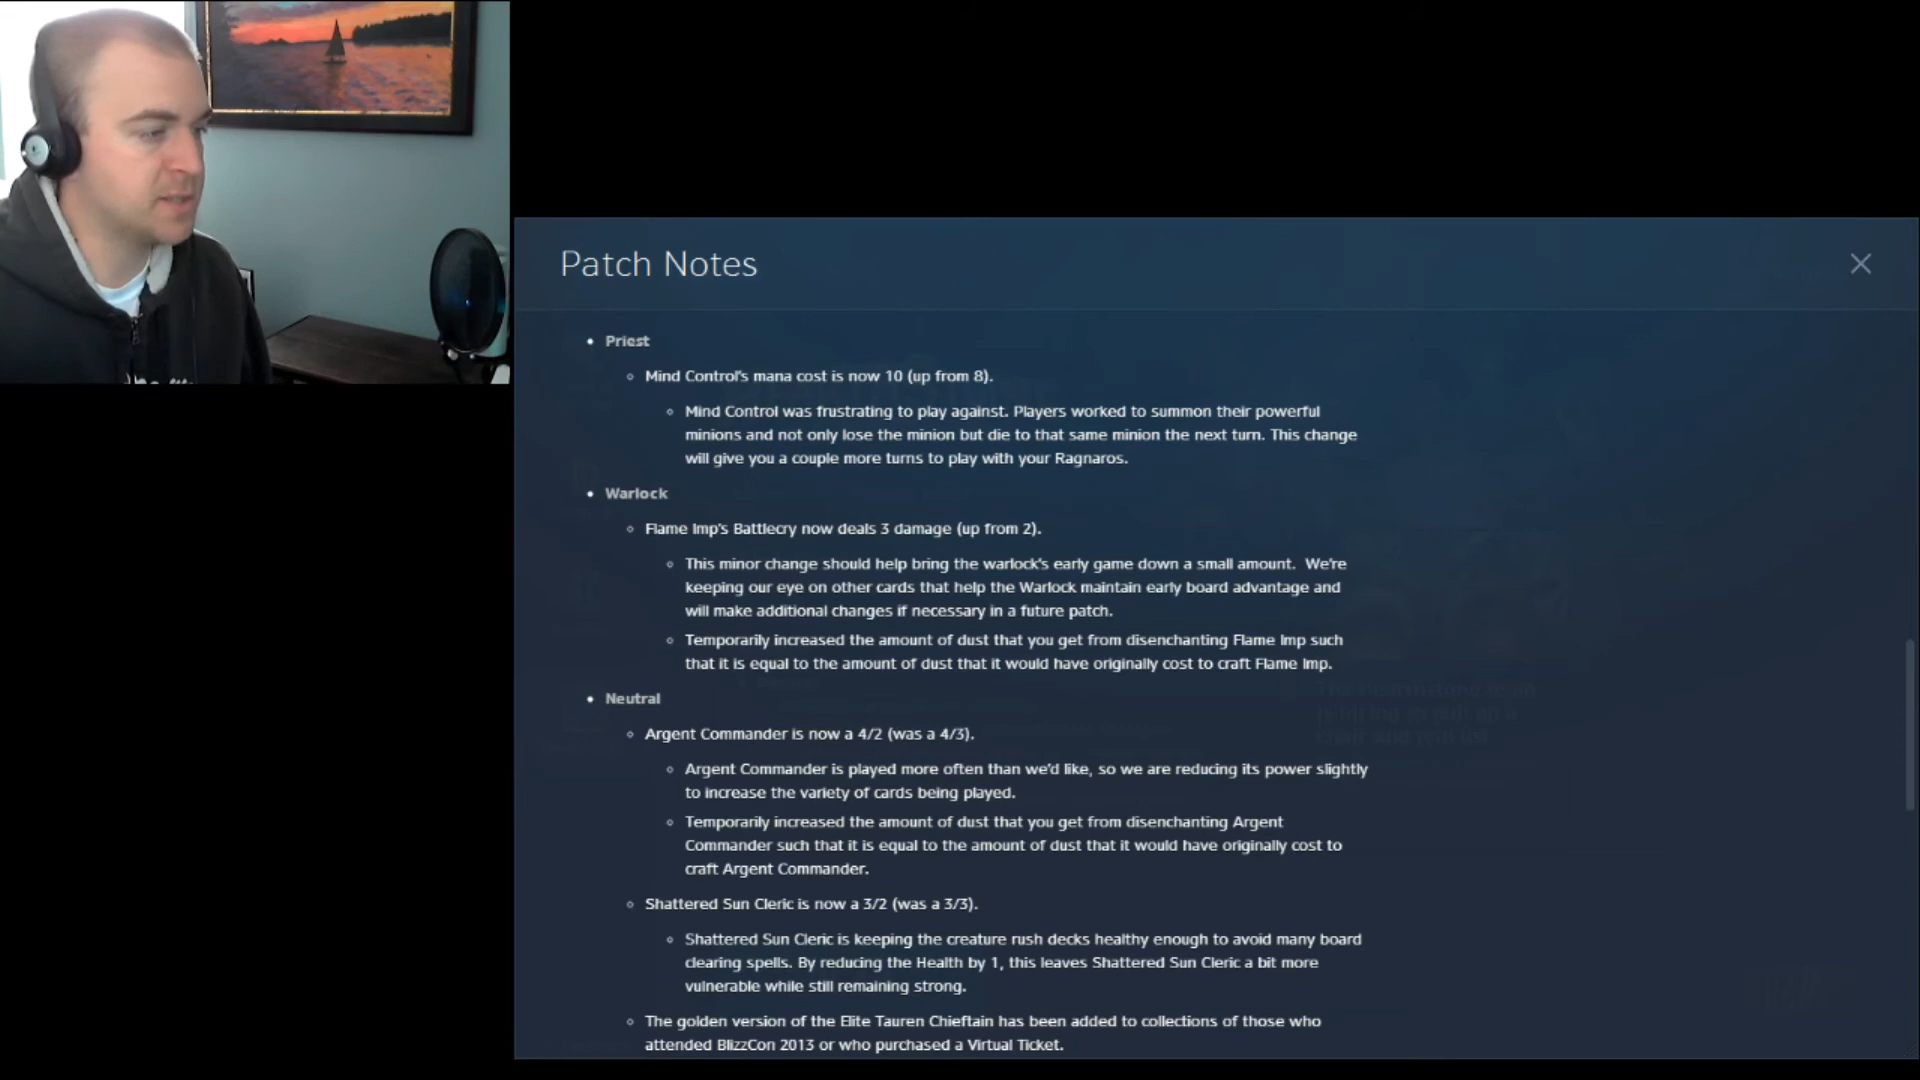 Patch Notes
Priest
Mind Control's mana cost is now 10 (up from 8).
Mind Control was frustrating to play against. Players worked to summon their powerful
minions and not only lose the minion but die to that same minion the next turn. This change
will give you a couple more turns to play with your Ragnaros.
Warlock
Flame Imp's Battlecry now deals 3 damage (up from 2).
This minor change should help bring the warlock's early game down a small amount.  We're
keeping our eye on other cards that help the Warlock maintain early board advantage and
will make additional changes if necessary in a future patch.
Temporarily increased the amount of dust that you get from disenchanting Flame Imp such
that it is equal to the amount of dust that it would have originally cost to craft Flame Imp.
Neutral
Argent Commander is now a 4/2 (was a 4/3).
Argent Commander is played more often than we'd like, so we are reducing its power slightly
to increase the variety of cards being played.
Temporarily increased the amount of dust that you get from disenchanting Argent
Commander such that it is equal to the amount of dust that it would have originally cost to
craft Argent Commander.
Shattered Sun Cleric is now a 3/2 (was a 3/3).
Shattered Sun Cleric is keeping the creature rush decks healthy enough to avoid many board
clearing spells. By reducing the Health by 1, this leaves Shattered Sun Cleric a bit more
vulnerable while still remaining strong.
The golden version of the Elite Tauren Chieftain has been added to collections of those who
attended BlizzCon 2013 or who purchased a Virtual Ticket.